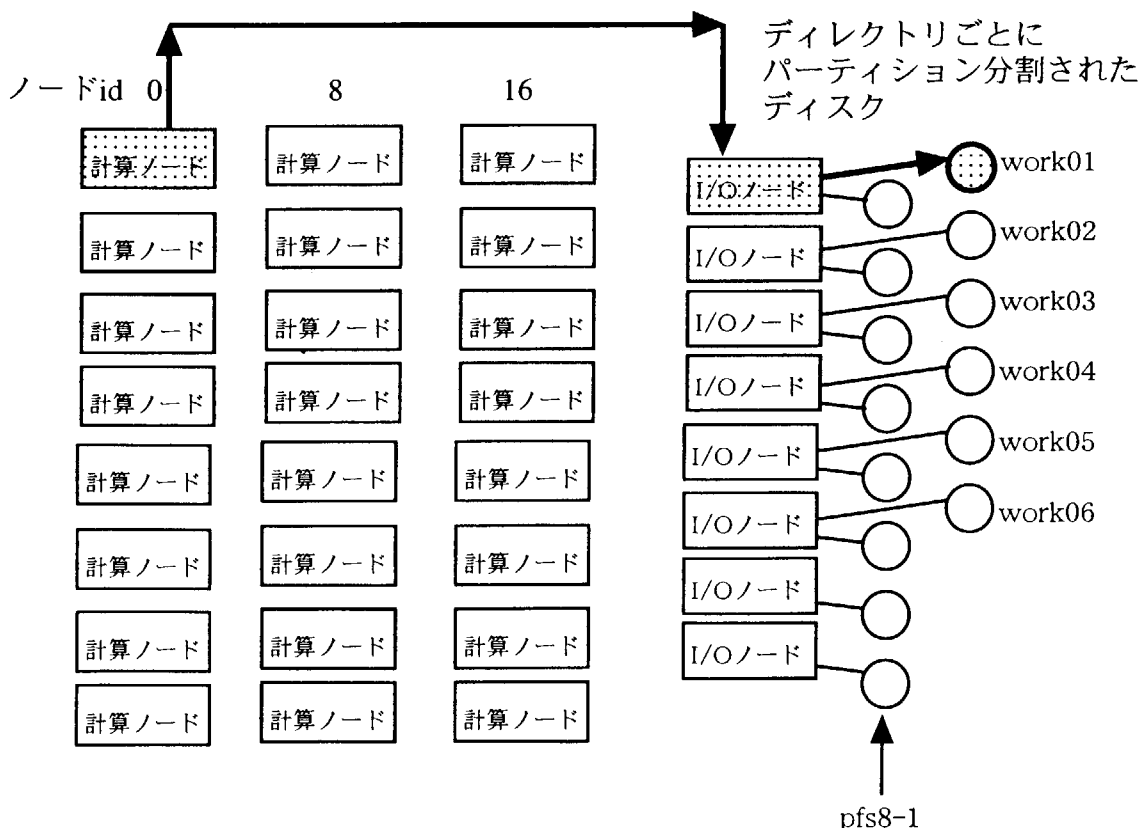 ディレクトリごとに
パーティション分割された
ディスク
ノードid 0 8 16
計算ノード 計算ノード 計算ノード I/Oノード work01
計算ノード 計算ノード 計算ノード I/Oノード work02
計算ノード 計算ノード 計算ノード I/Oノード work03
計算ノード 計算ノード 計算ノード I/Oノード work04
計算ノード 計算ノード 計算ノード I/Oノード work05
計算ノード 計算ノード 計算ノード I/Oノード work06
計算ノード 計算ノード 計算ノード I/Oノード
計算ノード 計算ノード 計算ノード I/Oノード
pfs8-1